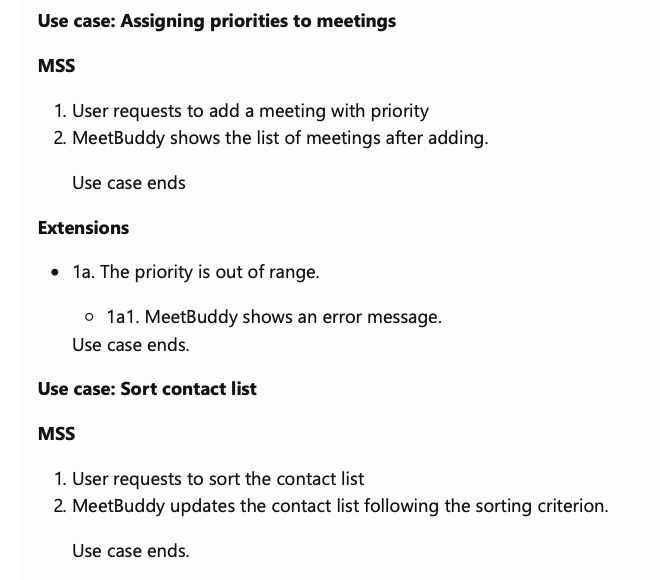 Use case: Assigning priorities to meetings
MSS
1. User requests to add a meeting with priority
2. MeetBuddy shows the list of meetings after adding.
Use case ends
Extensions
• 1a. The priority is out of range.
◦ 1a1. MeetBuddy shows an error message.
Use case ends.
Use case: Sort contact list
MSS
1. User requests to sort the contact list
2. MeetBuddy updates the contact list following the sorting criterion.
Use case ends.